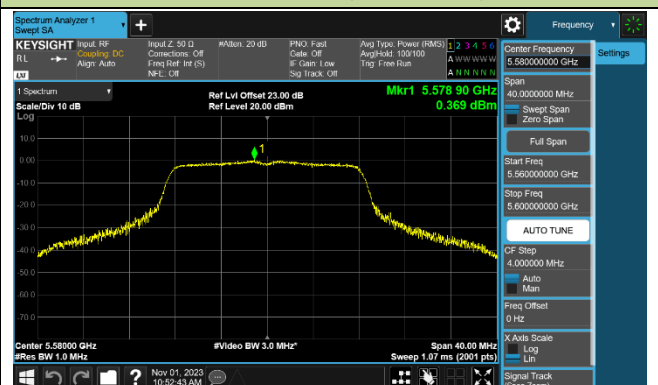 Spectrum Analyzer 1
Swept SA
+
Frequency
KEYSIGHT
RL
LXI
Input: RF
Coupling: DC
Align: Auto
Input Z: 50 Ω
Corrections: Off
Freq Ref: Int (S)
NFE: Off
#Atten: 20 dB
PNO: Fast
Gate: Off
IF Gain: Low
Sig Track: Off
Avg Type: Power (RMS)
Avg|Hold: 100/100
Trig: Free Run
1 2 3 4 5 6
A WWWWW
A N N N N N
1 Spectrum
Scale/Div 10 dB
Log
Ref Lvl Offset 23.00 dB
Ref Level 20.00 dBm
Mkr1 5.578 90 GHz
0.369 dBm
1
10.0
0.00
-10.0
-20.0
-30.0
-40.0
-50.0
-60.0
-70.0
Center 5.58000 GHz
#Res BW 1.0 MHz
#Video BW 3.0 MHz*
Span 40.00 MHz
Sweep 1.07 ms (2001 pts)
Center Frequency
5.580000000 GHz
Settings
Span
40.0000000 MHz
Swept Span
Zero Span
Full Span
Start Freq
5.560000000 GHz
Stop Freq
5.600000000 GHz
AUTO TUNE
CF Step
4.000000 MHz
Auto
Man
Freq Offset
0 Hz
X Axis Scale
Log
Lin
Signal Track
(Span Zoom)
?
Nov 01, 2023
10:52:43 AM